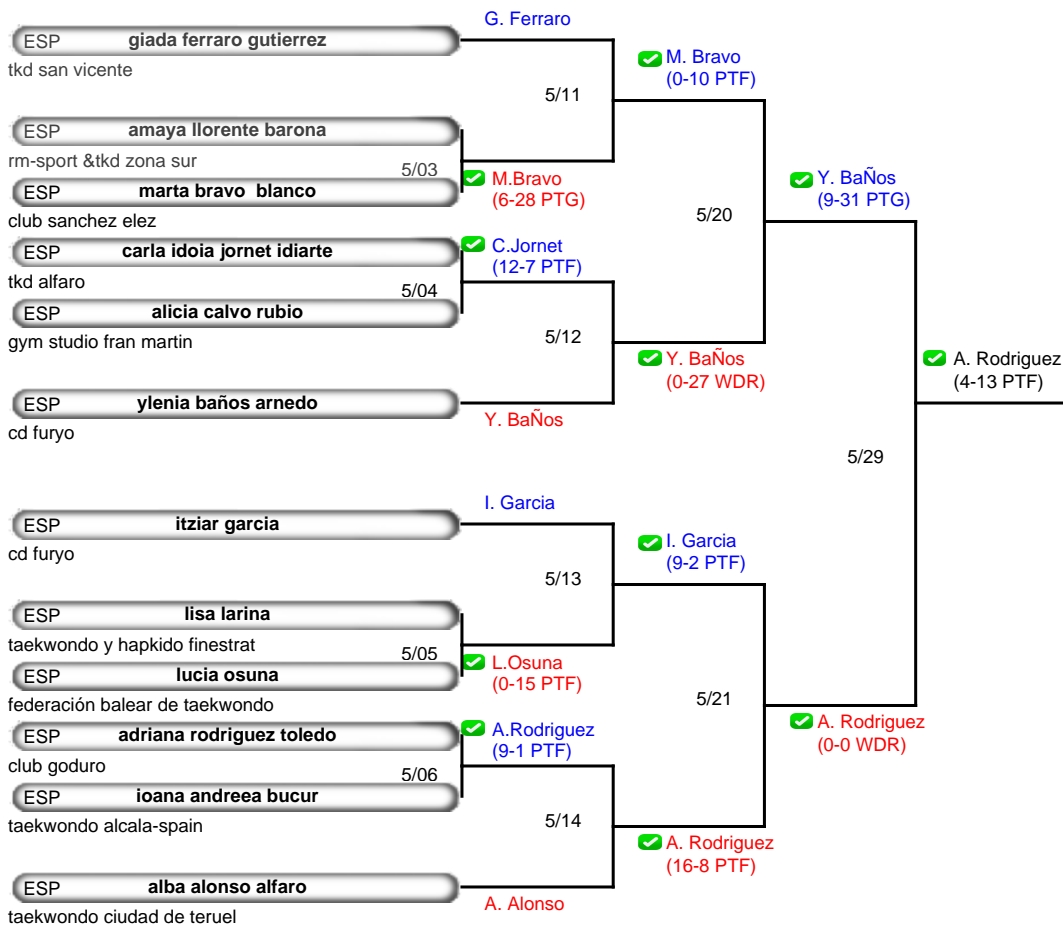 G. Ferraro
ESP giada ferraro gutierrez
tkd san vicente
M. Bravo
(0-10 PTF)
5/11
ESP amaya llorente barona
rm-sport &tkd zona sur
5/03
M.Bravo
(6-28 PTG)
ESP marta bravo blanco
club sanchez elez
Y. BaÑos
(9-31 PTG)
5/20
ESP carla idoia jornet idiarte
tkd alfaro
C.Jornet
(12-7 PTF)
5/04
ESP alicia calvo rubio
gym studio fran martin
5/12
Y. BaÑos
(0-27 WDR)
A. Rodriguez
(4-13 PTF)
ESP ylenia baños arnedo
cd furyo
Y. BaÑos
5/29
I. Garcia
ESP itziar garcia
cd furyo
I. Garcia
(9-2 PTF)
5/13
ESP lisa larina
taekwondo y hapkido finestrat
5/05
L.Osuna
(0-15 PTF)
ESP lucia osuna
federación balear de taekwondo
5/21
A. Rodriguez
(0-0 WDR)
ESP adriana rodriguez toledo
club goduro
A.Rodriguez
(9-1 PTF)
5/06
ESP ioana andreea bucur
taekwondo alcala-spain
5/14
A. Rodriguez
(16-8 PTF)
ESP alba alonso alfaro
taekwondo ciudad de teruel
A. Alonso